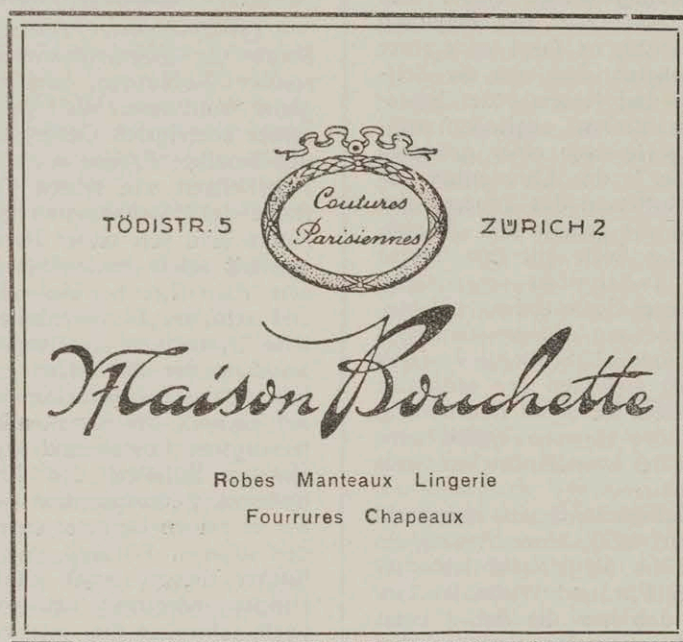 TÖDISTR. 5
Coutures
Parisiennes
ZÜRICH 2
Maison Bouchette
Robes Manteaux Lingerie
Fourrures Chapeaux